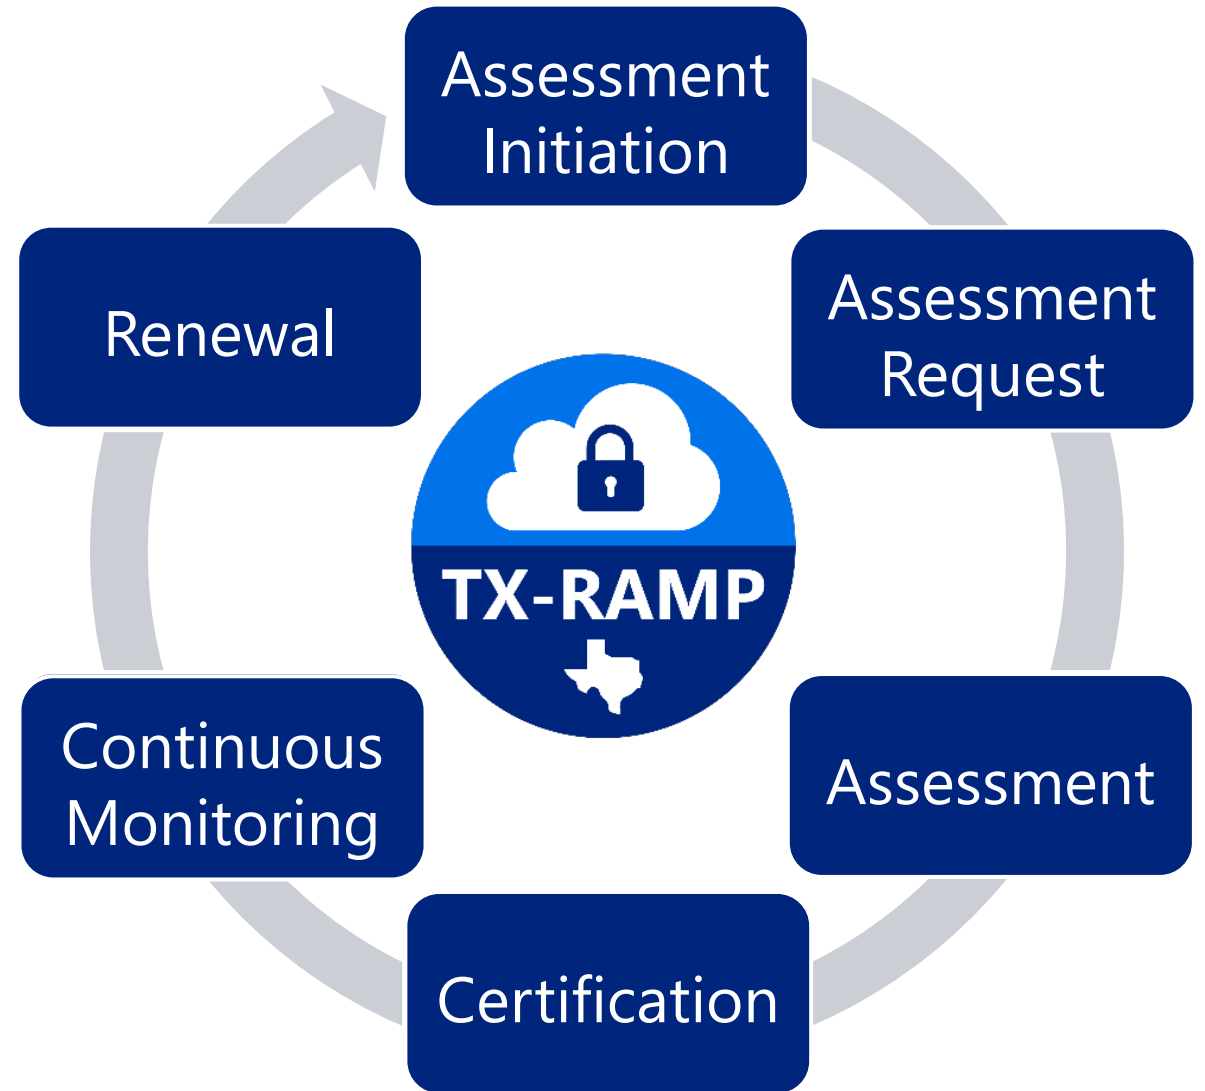 Assessment
Initiation
Assessment
Request
Assessment
Certification
Continuous
Monitoring
Renewal
TX-RAMP